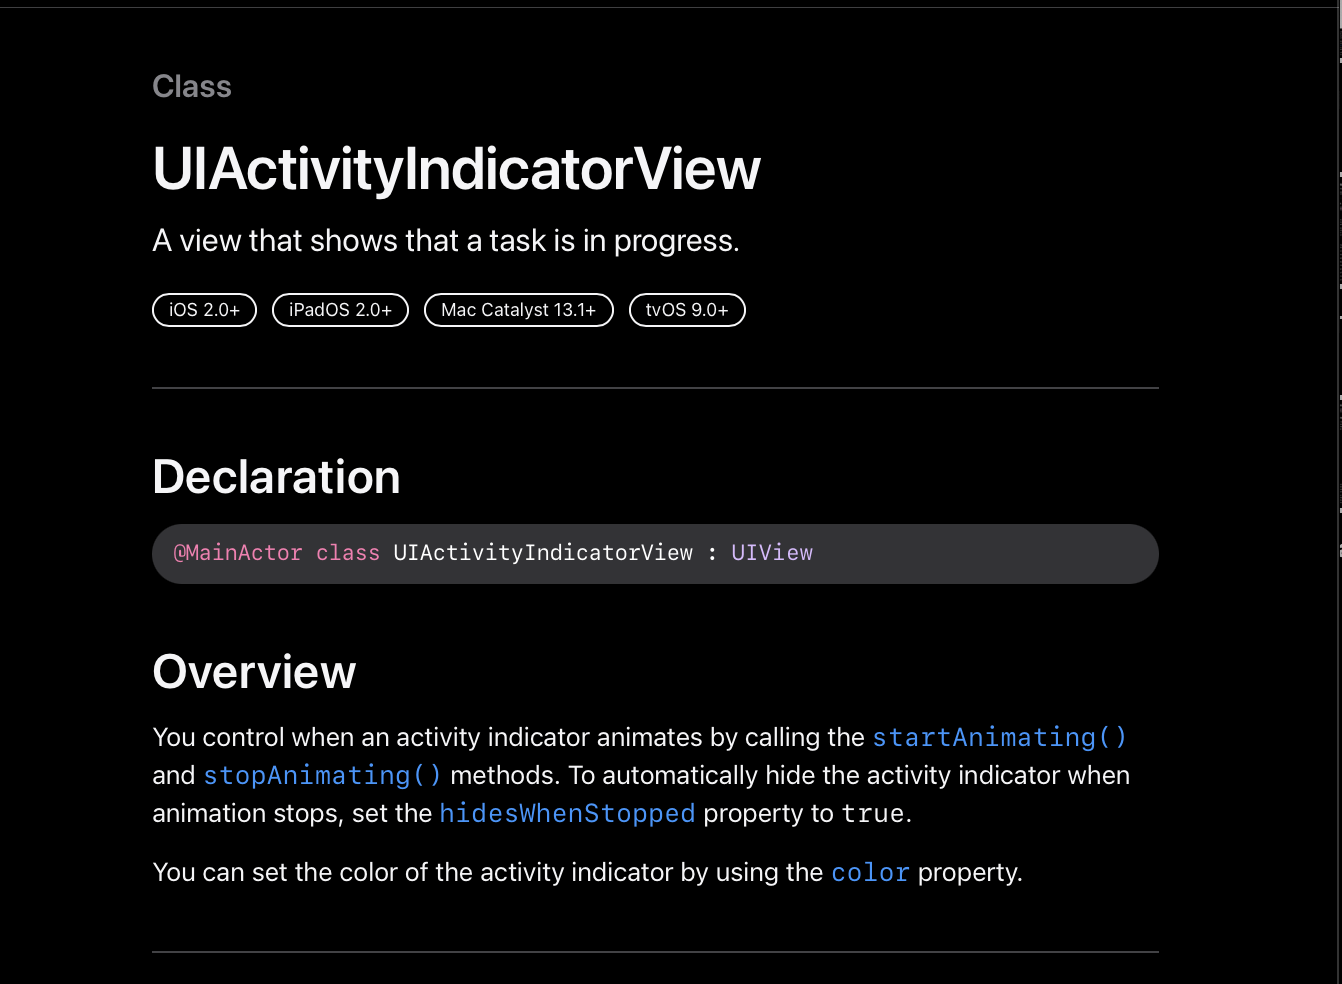 Class
UIActivityIndicatorView
A view that shows that a task is in progress.
iOS 2.0+ iPadOS 2.0+ Mac Catalyst 13.1+ tvOS 9.0+
Declaration
@MainActor class UIActivityIndicatorView : UIView
Overview
You control when an activity indicator animates by calling the startAnimating()
and stopAnimating() methods. To automatically hide the activity indicator when
animation stops, set the hidesWhenStopped property to true.
You can set the color of the activity indicator by using the color property.